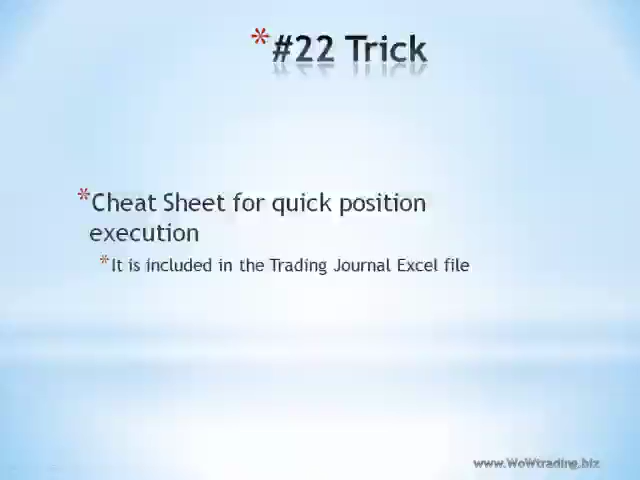 *#22 Trick
*Cheat Sheet for quick position
execution
*It is included in the Trading Journal Excel file
www.WoWtrading.biz